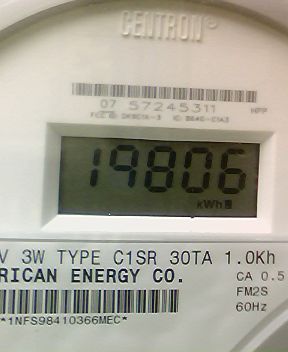 CENTRON®
07 57245311
19806
kWh
V 3W TYPE C1SR 30TA 1.0Kh
RICAN ENERGY CO.
CA 0.5
FM2S
60Hz
*1NFS98410366MEC*